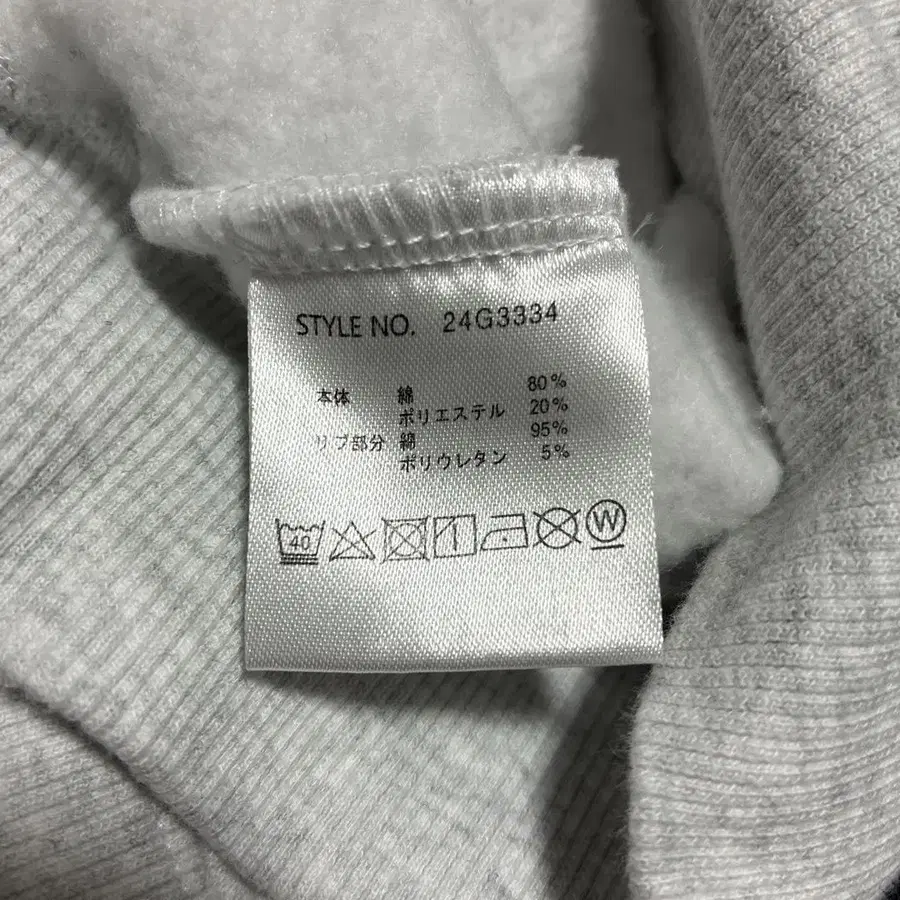 STYLE NO. 24G3334
本体 綿 80%
ポリエステル 20%
リブ部分 綿 95%
ポリウレタン 5%
40
W